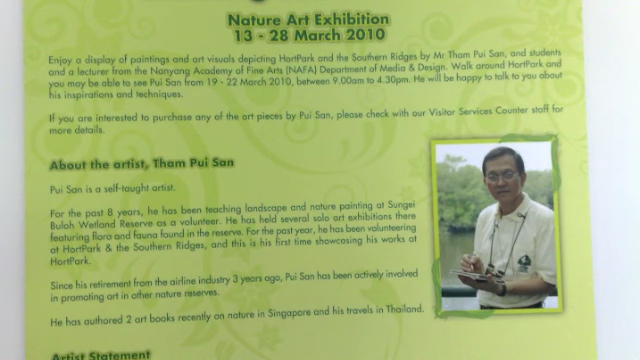 Nature Art Exhibition
13 - 28 March 2010
Enjoy a display of paintings and art visuals depicting HortPark and the Southern Ridges by Mr Tham Pui San, and students
and a lecturer from the Nanyang Academy of Fine Arts (NAFA) Department of Media & Design. Walk around HortPark and
you may be able to see Pui San from 19 - 22 March 2010, between 9.00am to 4.30pm. He will be happy to talk to you about
his inspirations and techniques.
If you are interested to purchase any of the art pieces by Pui San, please check with our Visitor Services Counter staff for
more details.
About the artist, Tham Pui San
Pui San is a self-taught artist.
For the past 8 years, he has been teaching landscape and nature painting at Sungei
Buloh Wetland Reserve as a volunteer. He has held several solo art exhibitions there
featuring flora and fauna found in the reserve. For the past year, he has been volunteering
at HortPark & the Southern Ridges, and this is his first time showcasing his works at
HortPark.
Since his retirement from the airline industry 3 years ago, Pui San has been actively involved
in promoting art in other nature reserves.
He has authored 2 art books recently on nature in Singapore and his travels in Thailand.
Artist Statement